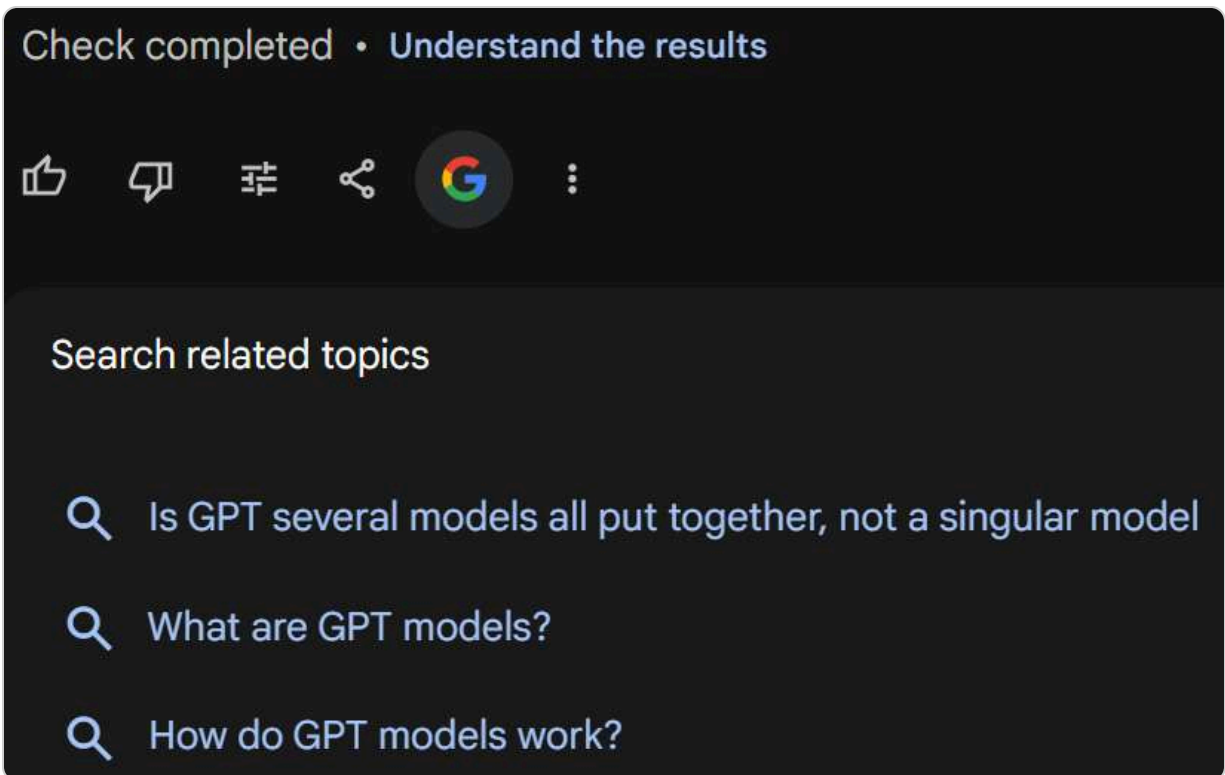 Check completed • Understand the results
Search related topics
Is GPT several models all put together, not a singular model
What are GPT models?
How do GPT models work?